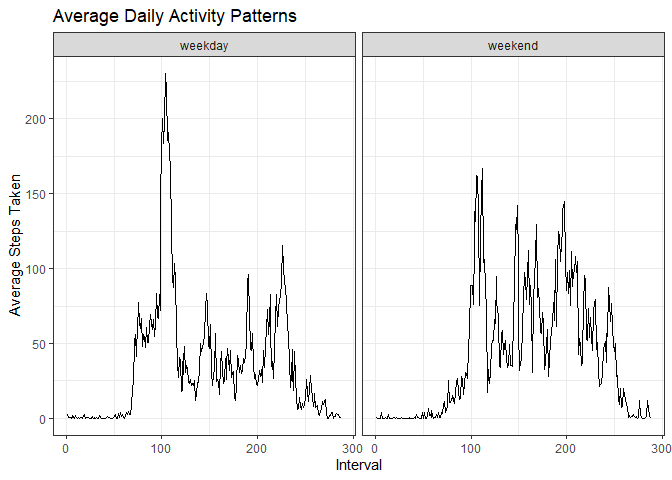 Average Daily Activity Patterns
weekday weekend
200
150
100
50
0
Average Steps Taken
0 100 200 300 0 100 200 300
Interval